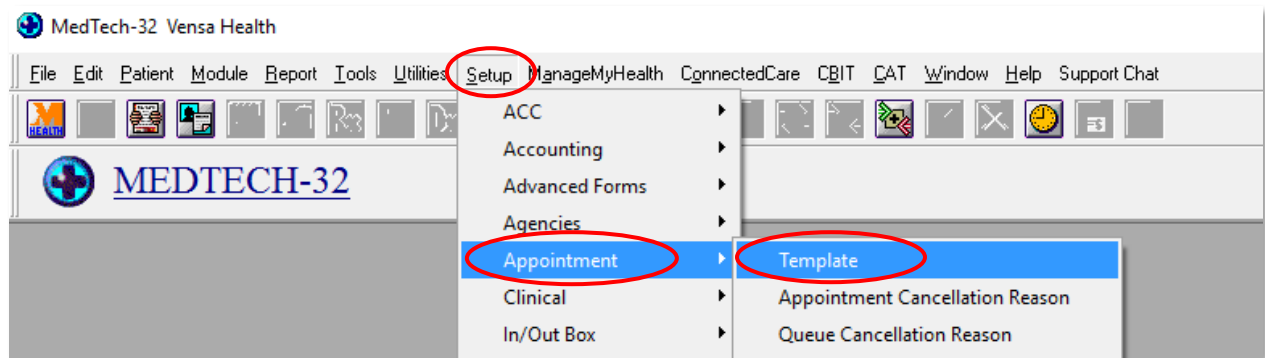 MedTech-32 Vensa Health
File Edit Patient Module Report Tools Utilities Setup ManageMyHealth ConnectedCare CBIT CAT Window Help Support Chat
HEALTH
MEDTECH-32
ACC
Accounting
Advanced Forms
Agencies
Appointment
Clinical
In/Out Box
Template
Appointment Cancellation Reason
Queue Cancellation Reason